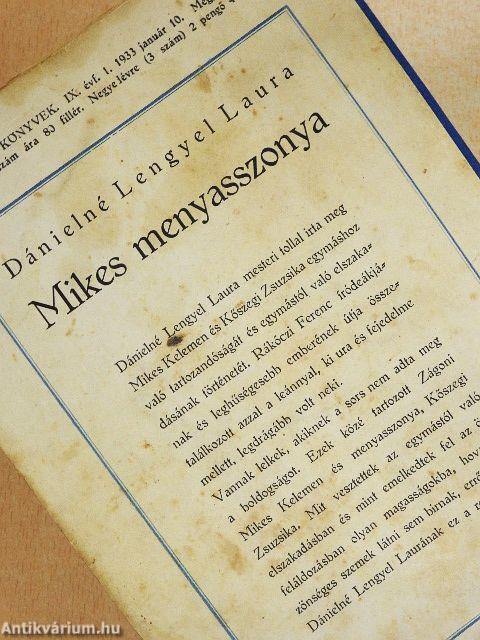 KÖNYVEK. IX. évf. 1. 1933 január 10.
szám ára 80 fillér. Negyedévre (3 szám) 2 pengő
Dánielné Lengyel Laura
Mikes menyasszonya
Dánielné Lengyel Laura mesteri tollal irta meg
Mikes Kelemen és Kőszegi Zsuzsika egymáshoz
való tartozandóságát és egymástól való elszaka-
dásának történetét. Rákóczi Ferenc íródeákjá-
nak és leghűségesebb emberének útja össze-
találkozott azzal a leánnyal, ki ura és fejedelme
mellett, legdrágább volt néki.
Vannak lelkek, akiknek a sors nem adta meg
a boldogságot. Ezek közé tartozott Zágoni
Mikes Kelemen és menyasszonya, Kőszegi
Zsuzsika. Mit vesztettek az egymástól való
elszakadásban és mint emelkedtek fel az
feláldozásban olyan magasságokba,
zönséges szemek látni sem birnak,
Dánielné Lengyel Laurának ez a
Antikvárium.hu